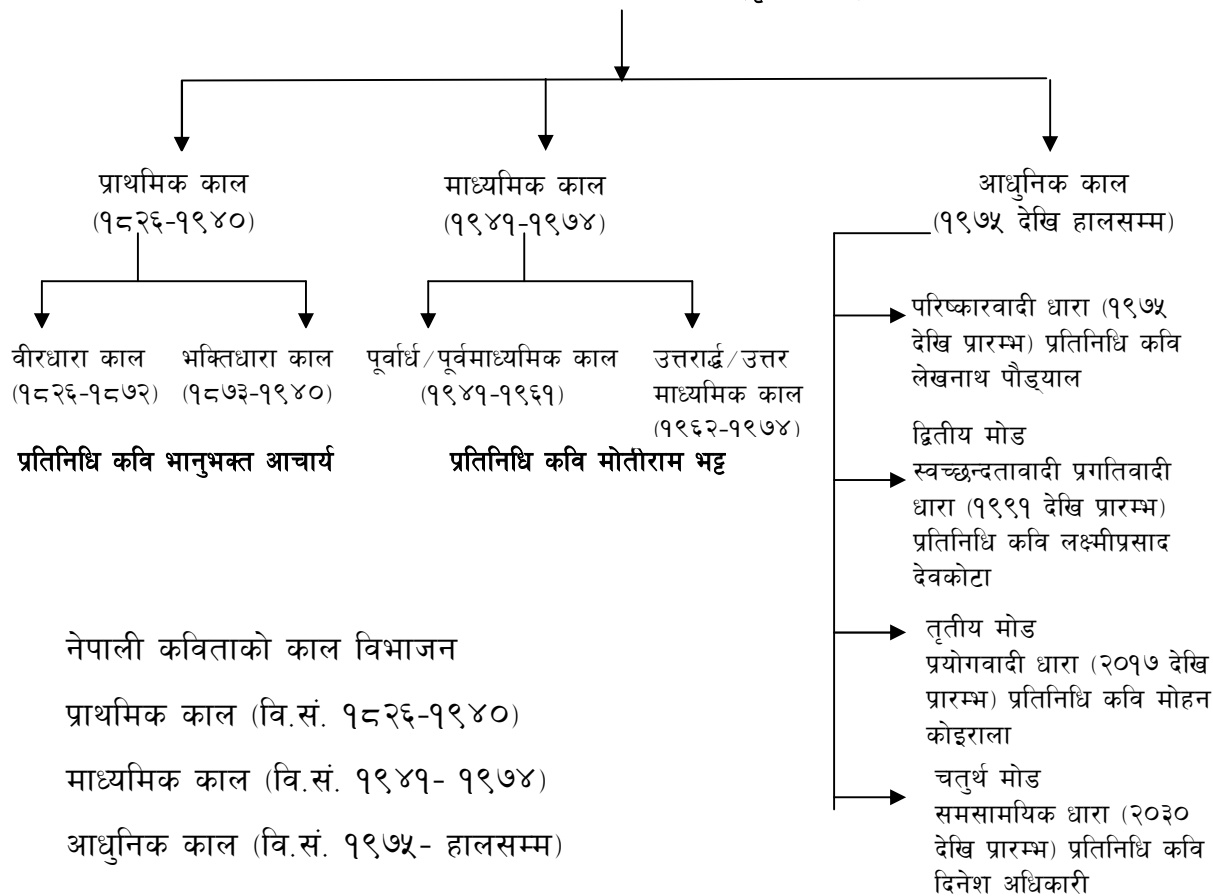 प्राथमिक काल
(१८२६-१९४०)
माध्यमिक काल
(१९४१-१९७४)
आधुनिक काल
(१९७५ देखि हालसम्म)
वीरधारा काल
(१८२६-१८७२)
भक्तिधारा काल
(१८७३-१९४०)
प्रतिनिधि कवि भानुभक्त आचार्य
पूर्वार्ध/पूर्वमाध्यमिक काल
(१९४१-१९६१)
उत्तरार्द्ध/उत्तर
माध्यमिक काल
(१९६२-१९७४)
प्रतिनिधि कवि मोतीराम भट्ट
परिष्कारवादी धारा (१९७५
देखि प्रारम्भ) प्रतिनिधि कवि
लेखनाथ पौड्याल
द्वितीय मोड
स्वच्छन्दतावादी प्रगतिवादी
धारा (१९९१ देखि प्रारम्भ)
प्रतिनिधि कवि लक्ष्मीप्रसाद
देवकोटा
तृतीय मोड
प्रयोगवादी धारा (२०१७ देखि
प्रारम्भ) प्रतिनिधि कवि मोहन
कोइराला
चतुर्थ मोड
समसामयिक धारा (२०३०
देखि प्रारम्भ) प्रतिनिधि कवि
दिनेश अधिकारी
नेपाली कविताको काल विभाजन
प्राथमिक काल (वि.सं. १८२६-१९४०)
माध्यमिक काल (वि.सं. १९४१- १९७४)
आधुनिक काल (वि.सं. १९७५- हालसम्म)